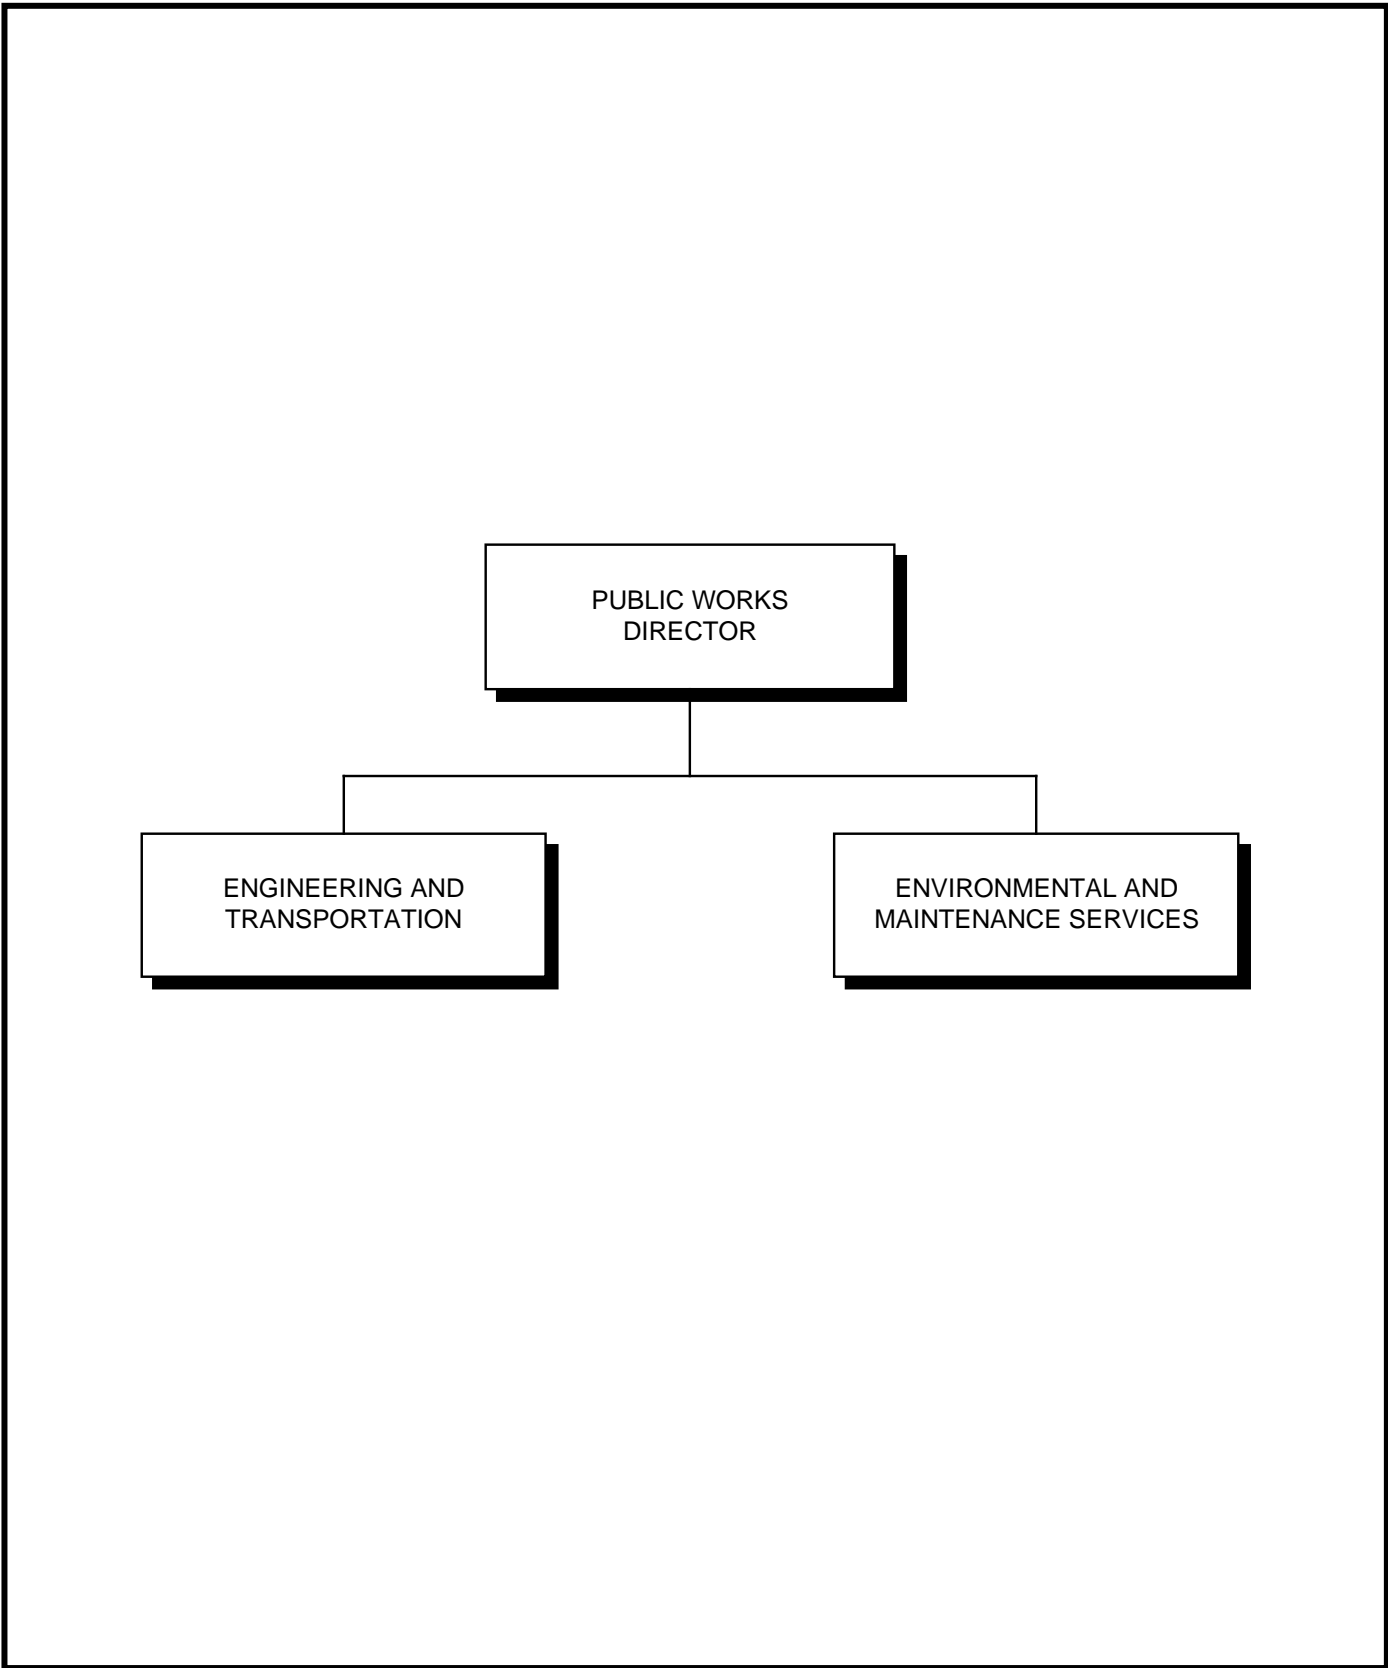 PUBLIC WORKS
DIRECTOR
ENGINEERING AND
TRANSPORTATION
ENVIRONMENTAL AND
MAINTENANCE SERVICES